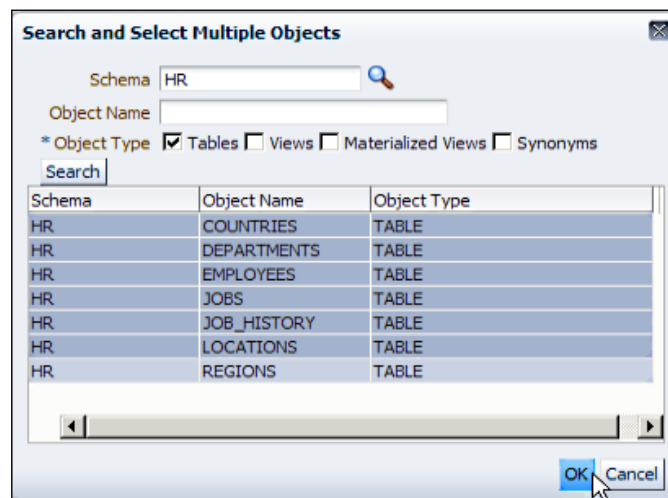 Search and Select Multiple Objects
Schema HR
Object Name
* Object Type Tables Views Materialized Views Synonyms
Search
Schema Object Name Object Type
HR COUNTRIES TABLE
HR DEPARTMENTS TABLE
HR EMPLOYEES TABLE
HR JOBS TABLE
HR JOB_HISTORY TABLE
HR LOCATIONS TABLE
HR REGIONS TABLE
OK Cancel